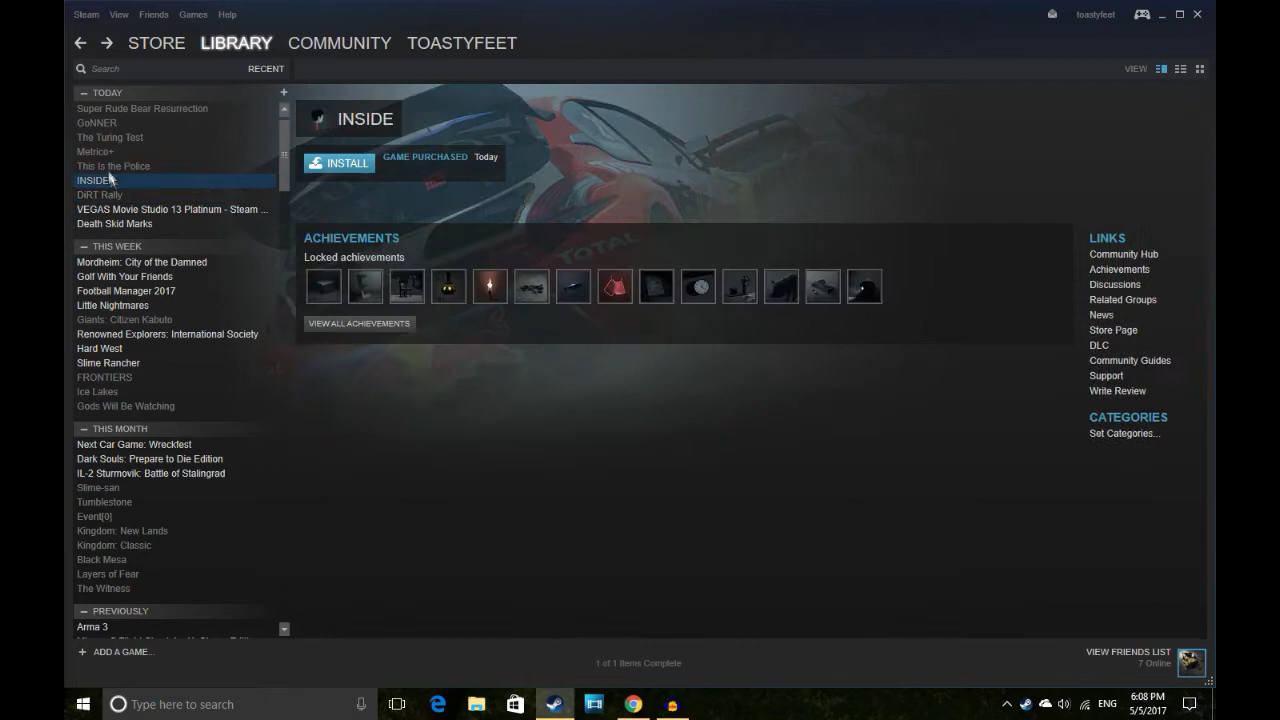 Steam View Friends Games Help
toastyfeet
STORE LIBRARY COMMUNITY TOASTYFEET
Search RECENT
VIEW
— TODAY +
Super Rude Bear Resurrection
GoNNER
The Turing Test
Metrico+
This Is the Police
INSIDE
DiRT Rally
VEGAS Movie Studio 13 Platinum - Steam ...
Death Skid Marks
— THIS WEEK
Mordheim: City of the Damned
Golf With Your Friends
Football Manager 2017
Little Nightmares
Giants: Citizen Kabuto
Renowned Explorers: International Society
Hard West
Slime Rancher
FRONTIERS
Ice Lakes
Gods Will Be Watching
— THIS MONTH
Next Car Game: Wreckfest
Dark Souls: Prepare to Die Edition
IL-2 Sturmovik: Battle of Stalingrad
Slime-san
Tumblestone
Event[0]
Kingdom: New Lands
Kingdom: Classic
Black Mesa
Layers of Fear
The Witness
— PREVIOUSLY
Arma 3
+ ADD A GAME...
INSIDE
INSTALL GAME PURCHASED Today
TOTAL
ACHIEVEMENTS
Locked achievements
VIEW ALL ACHIEVEMENTS
LINKS
Community Hub
Achievements
Discussions
Related Groups
News
Store Page
DLC
Community Guides
Support
Write Review
CATEGORIES
Set Categories...
1 of 1 Items Complete
VIEW FRIENDS LIST
7 Online
Type here to search
ENG
6:08 PM
5/5/2017